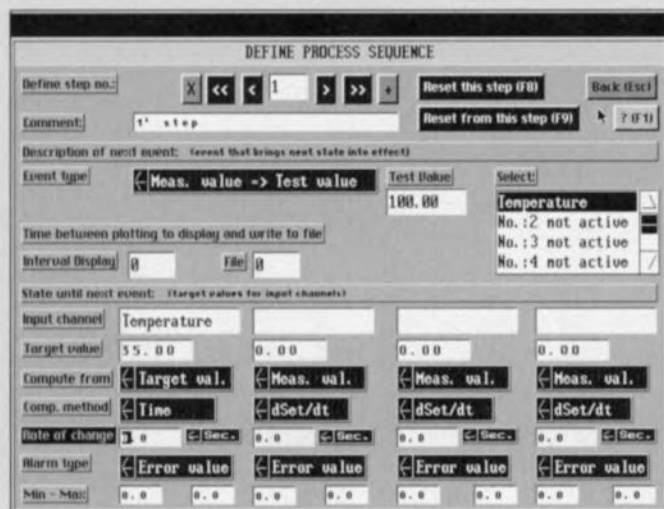 DEFINE PROCESS SEQUENCE
Define step no.: X << < 1 > >> + Reset this step (F8) Back (Esc)
Comment: 1' step Reset from this step (F9) ? (F1)
Description of next event: (event that brings next state into effect)
Event type Meas. value -> Test value Test Value Select:
100.00 Temperature
No.:2 not active
Time between plotting to display and write to file No.:3 not active
Interval Display 0 File 0 No.:4 not active
State until next event: (target values for input channels)
Input channel Temperature
Target value 35.00 0.00 0.00 0.00
Compute from Target val. Meas. val. Meas. val. Meas. val.
Comp. method Time dSet/dt dSet/dt dSet/dt
Rate of change .0 Sec. 0.0 Sec. 0.0 Sec. 0.0 Sec.
Alarm type Error value Error value Error value Error value
Min - Max 0.0 0.0 0.0 0.0 0.0 0.0 0.0 0.0